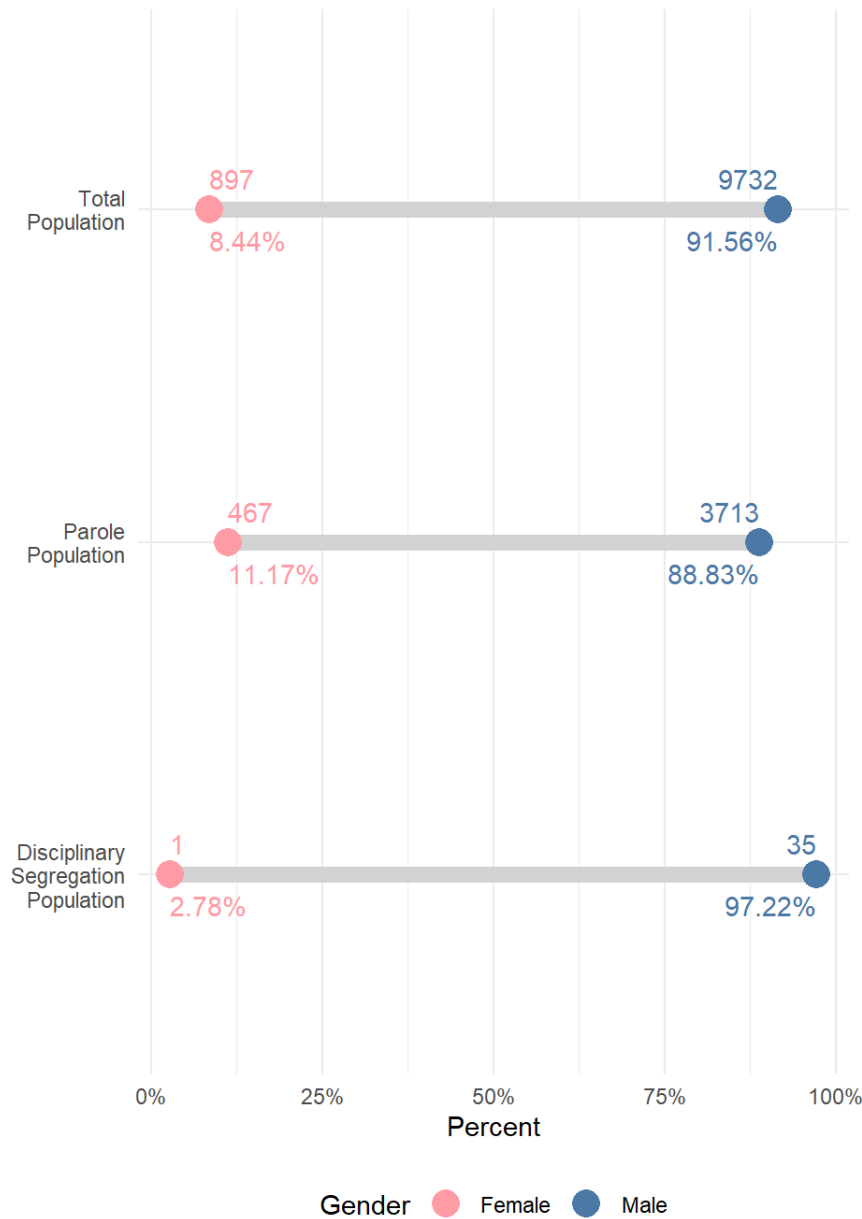 897
9732
Total
Population
8.44%
91.56%
467
3713
Parole
Population
11.17%
88.83%
1
35
Disciplinary
Segregation
Population
2.78%
97.22%
0%
25%
50%
75%
100%
Percent
Gender
Female
Male